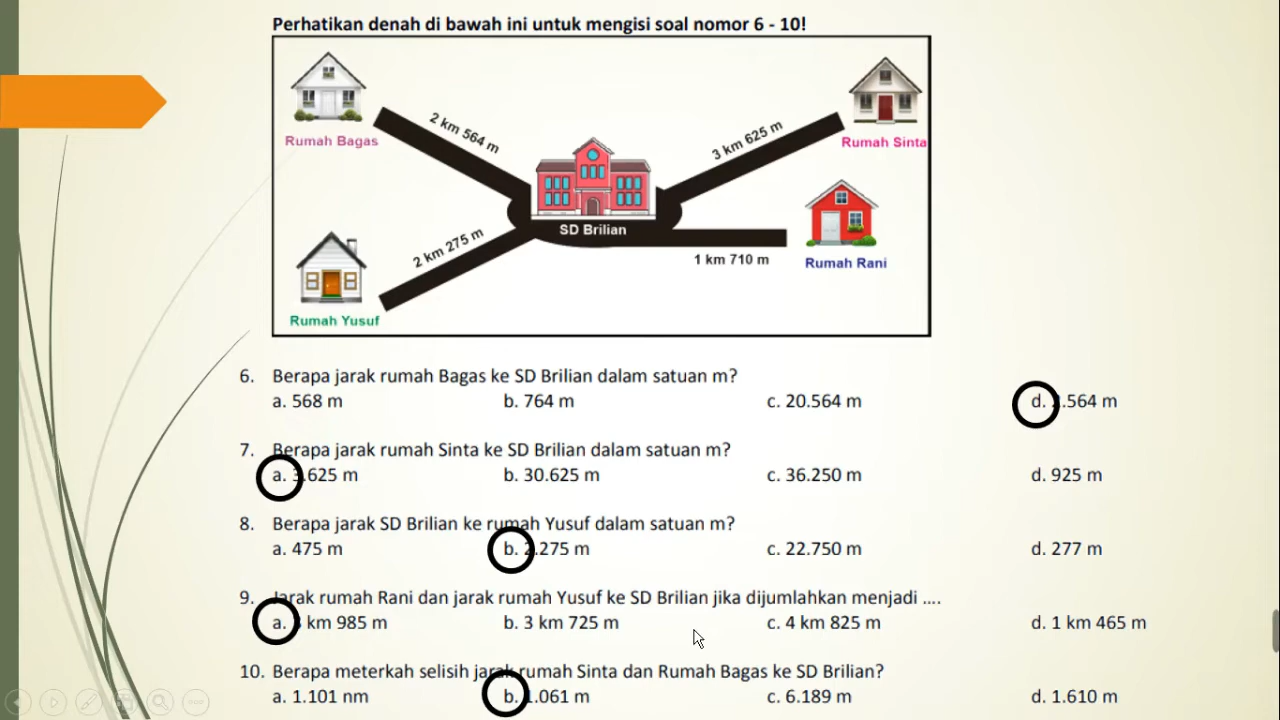 Perhatikan denah di bawah ini untuk mengisi soal nomor 6 - 10!
Rumah Bagas
2 km 564 m
3 km 625 m
Rumah Sinta
SD Brilian
2 km 275 m
1 km 710 m
Rumah Rani
Rumah Yusuf
6. Berapa jarak rumah Bagas ke SD Brilian dalam satuan m?
a. 568 m b. 764 m c. 20.564 m d. 2.564 m
7. Berapa jarak rumah Sinta ke SD Brilian dalam satuan m?
a. 3.625 m b. 30.625 m c. 36.250 m d. 925 m
8. Berapa jarak SD Brilian ke rumah Yusuf dalam satuan m?
a. 475 m b. 2.275 m c. 22.750 m d. 277 m
9. Jarak rumah Rani dan jarak rumah Yusuf ke SD Brilian jika dijumlahkan menjadi ....
a. km 985 m b. 3 km 725 m c. 4 km 825 m d. 1 km 465 m
10. Berapa meterkah selisih jarak rumah Sinta dan Rumah Bagas ke SD Brilian?
a. 1.101 nm b. 1.061 m c. 6.189 m d. 1.610 m